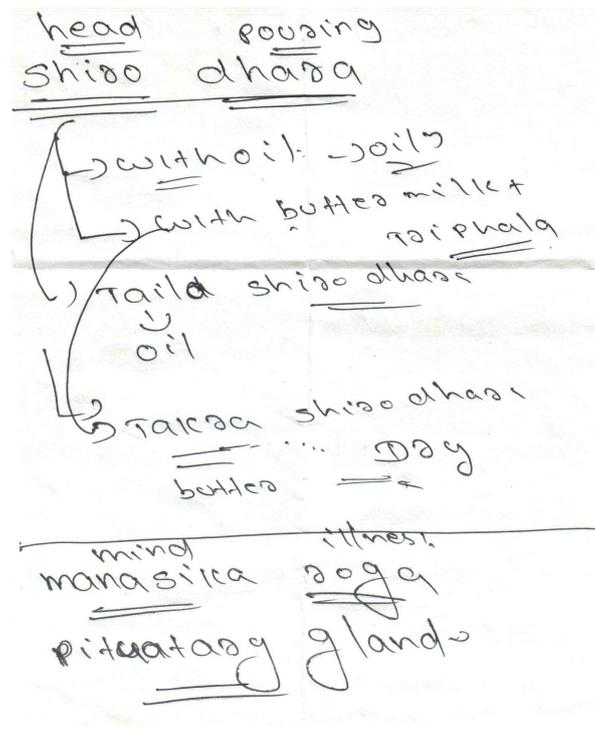 head pouring
shiro dhara
→ with oil. → oily
→ with butter milk +
Triphala
→ Taila shiro dhara
oil
→ Takra shiro dhara
.... Dry
butter
mind illness.
manasika roga
pituatary gland